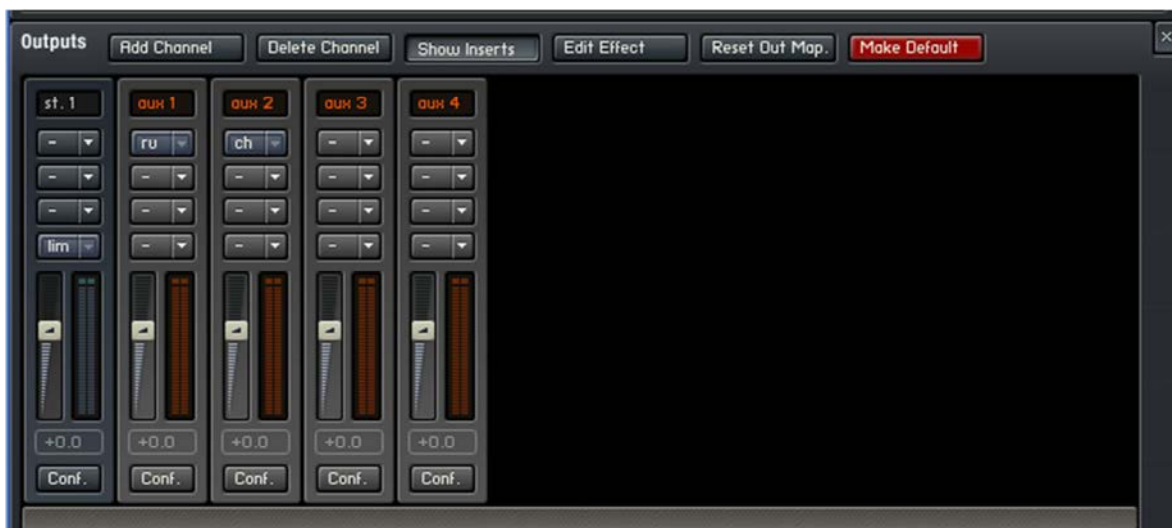 Outputs Add Channel Delete Channel Show Inserts Edit Effect Reset Out Map. Make Default
st. 1 aux 1 aux 2 aux 3 aux 4
- ru ch - -
- - - - -
- - - - -
lim - - - -
+0.0 +0.0 +0.0 +0.0 +0.0
Conf. Conf. Conf. Conf. Conf.